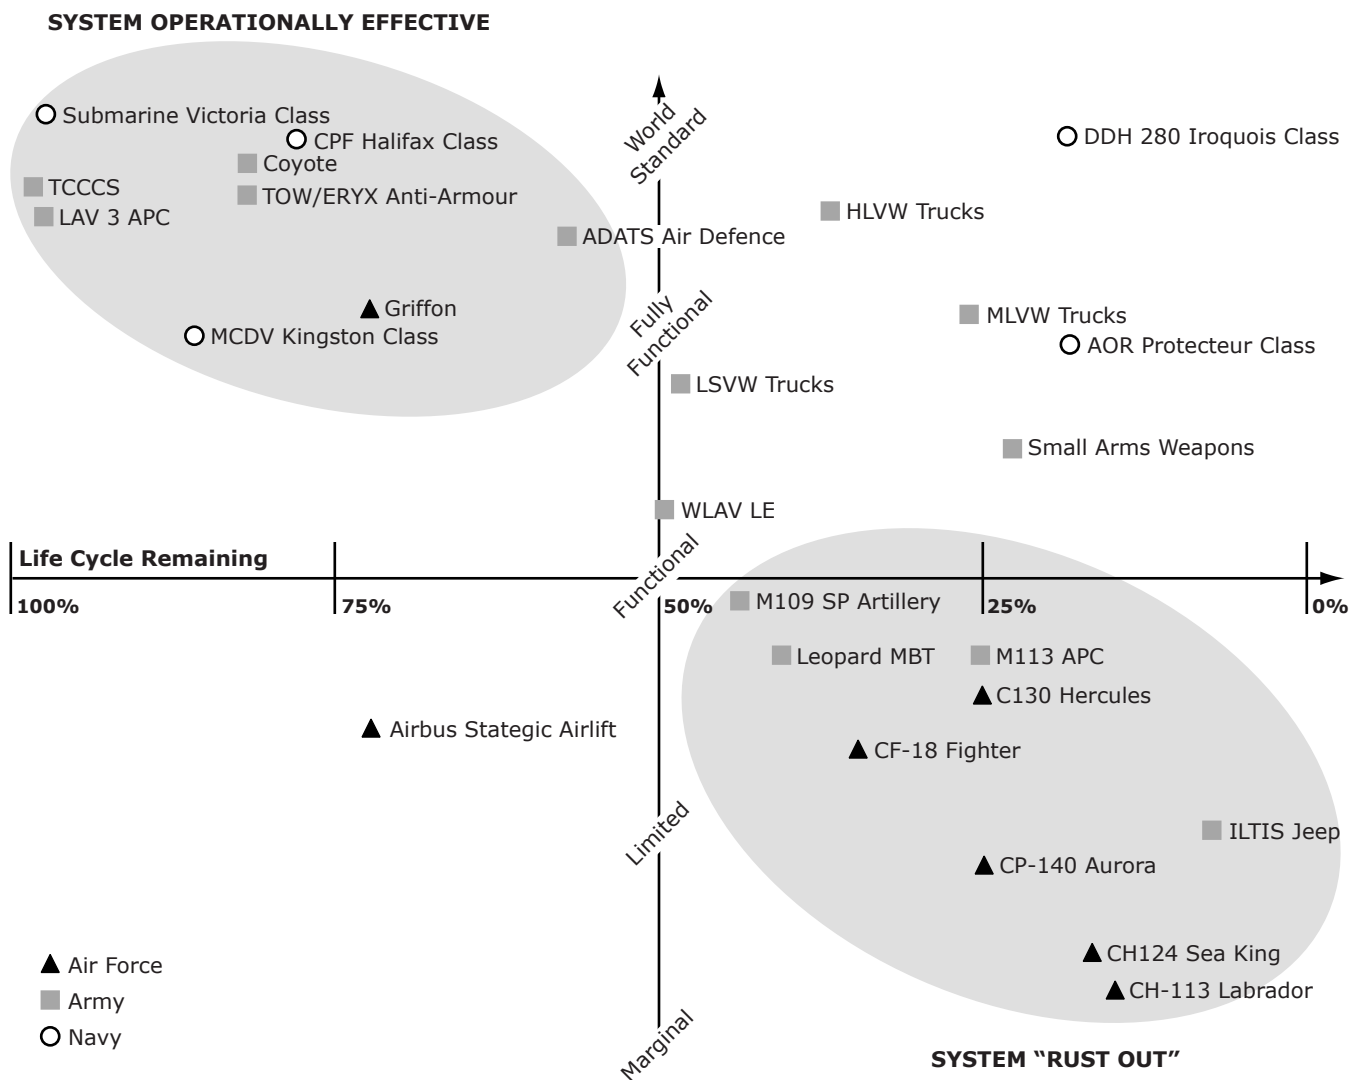 SYSTEM OPERATIONALLY EFFECTIVE
Submarine Victoria Class
CPF Halifax Class
Coyote
TCCCS
TOW/ERYX Anti-Armour
LAV 3 APC
ADATS Air Defence
Griffon
MCDV Kingston Class
World
Standard
DDH 280 Iroquois Class
HLVW Trucks
Fully
Functional
MLVW Trucks
AOR Protecteur Class
LSVW Trucks
Small Arms Weapons
WLAV LE
Life Cycle Remaining
Functional
100%
75%
50%
25%
0%
M109 SP Artillery
Leopard MBT
M113 APC
C130 Hercules
Airbus Stategic Airlift
CF-18 Fighter
Limited
ILTIS Jeep
CP-140 Aurora
CH124 Sea King
CH-113 Labrador
Marginal
Air Force
Army
Navy
SYSTEM “RUST OUT”